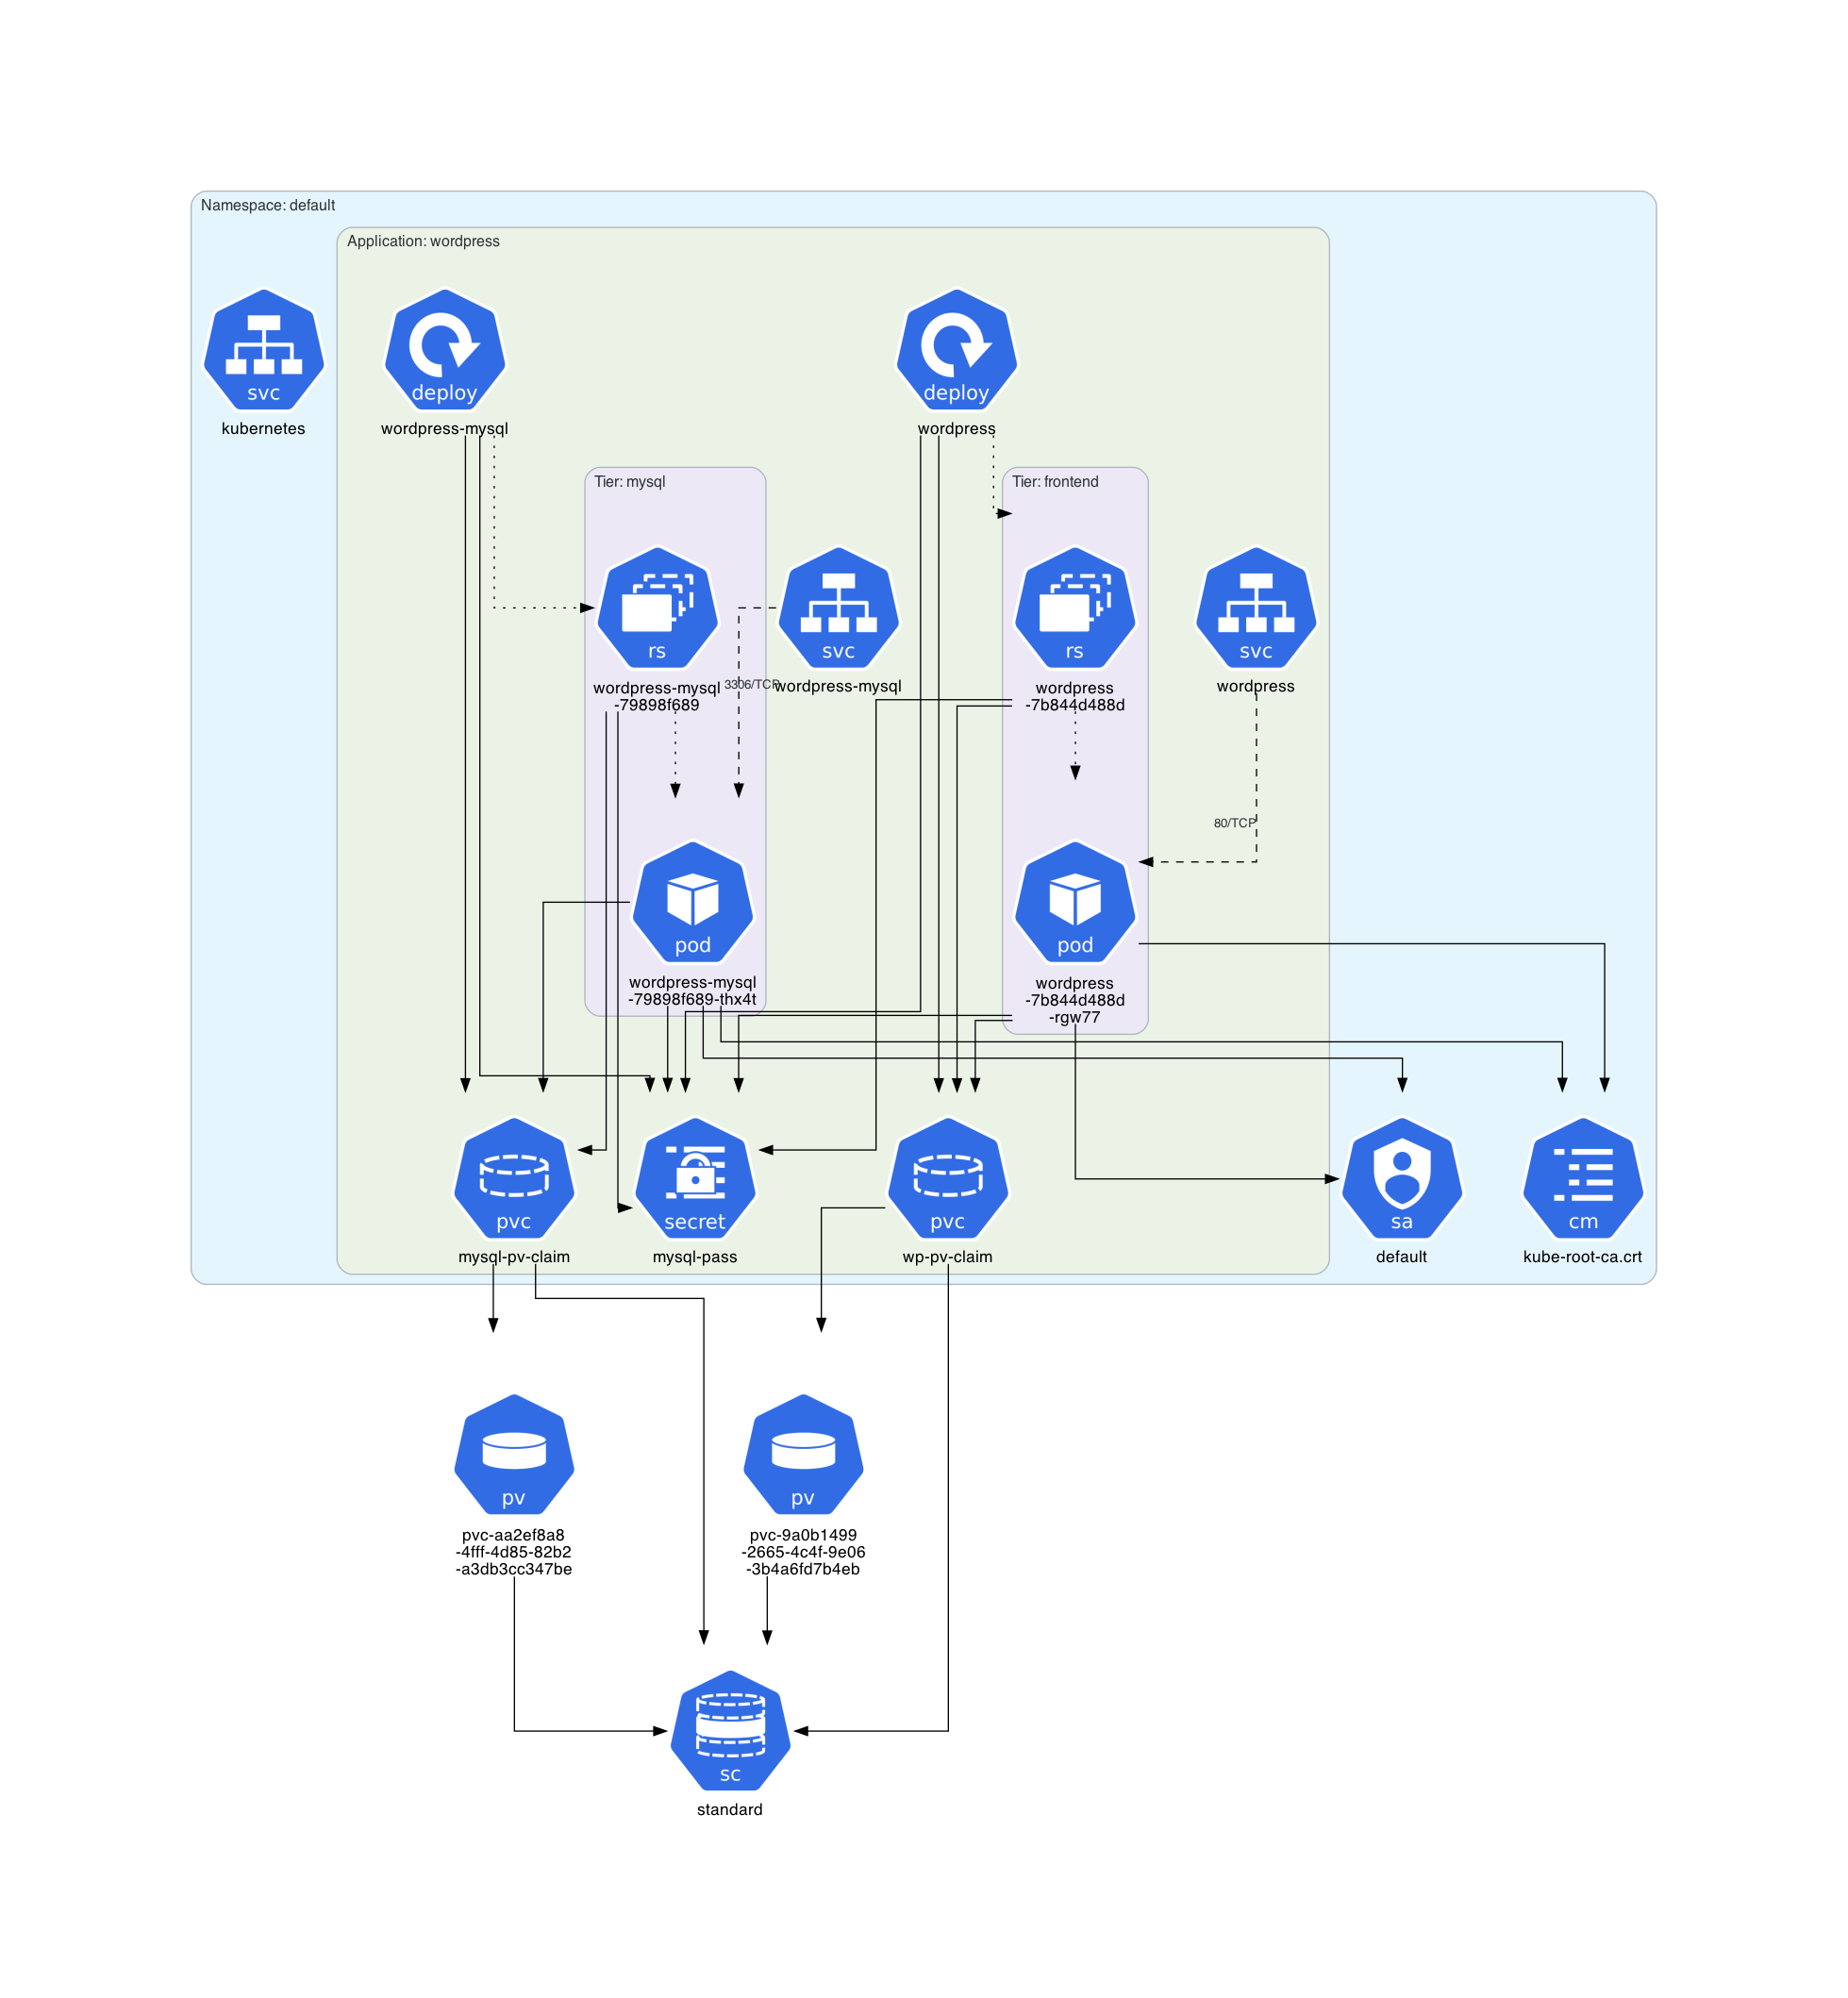 Namespace: default
Application: wordpress
svc
kubernetes
deploy
wordpress-mysql
deploy
wordpress
Tier: mysql
Tier: frontend
rs
wordpress-mysql
-79898f689
3306/TCP
svc
wordpress-mysql
rs
wordpress
-7b844d488d
svc
wordpress
80/TCP
pod
wordpress-mysql
-79898f689-thx4t
pod
wordpress
-7b844d488d
-rgw77
pvc
mysql-pv-claim
secret
mysql-pass
pvc
wp-pv-claim
sa
default
cm
kube-root-ca.crt
pv
pvc-aa2ef8a8
-4fff-4d85-82b2
-a3db3cc347be
pv
pvc-9a0b1499
-2665-4c4f-9e06
-3b4a6fd7b4eb
sc
standard